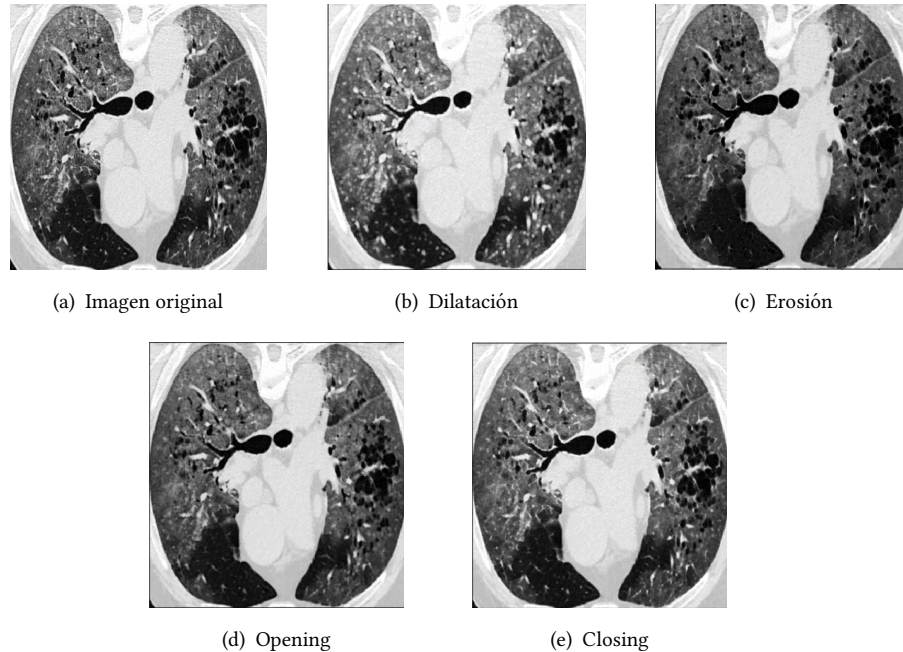 (a) Imagen original
(b) Dilatación
(c) Erosión
(d) Opening
(e) Closing